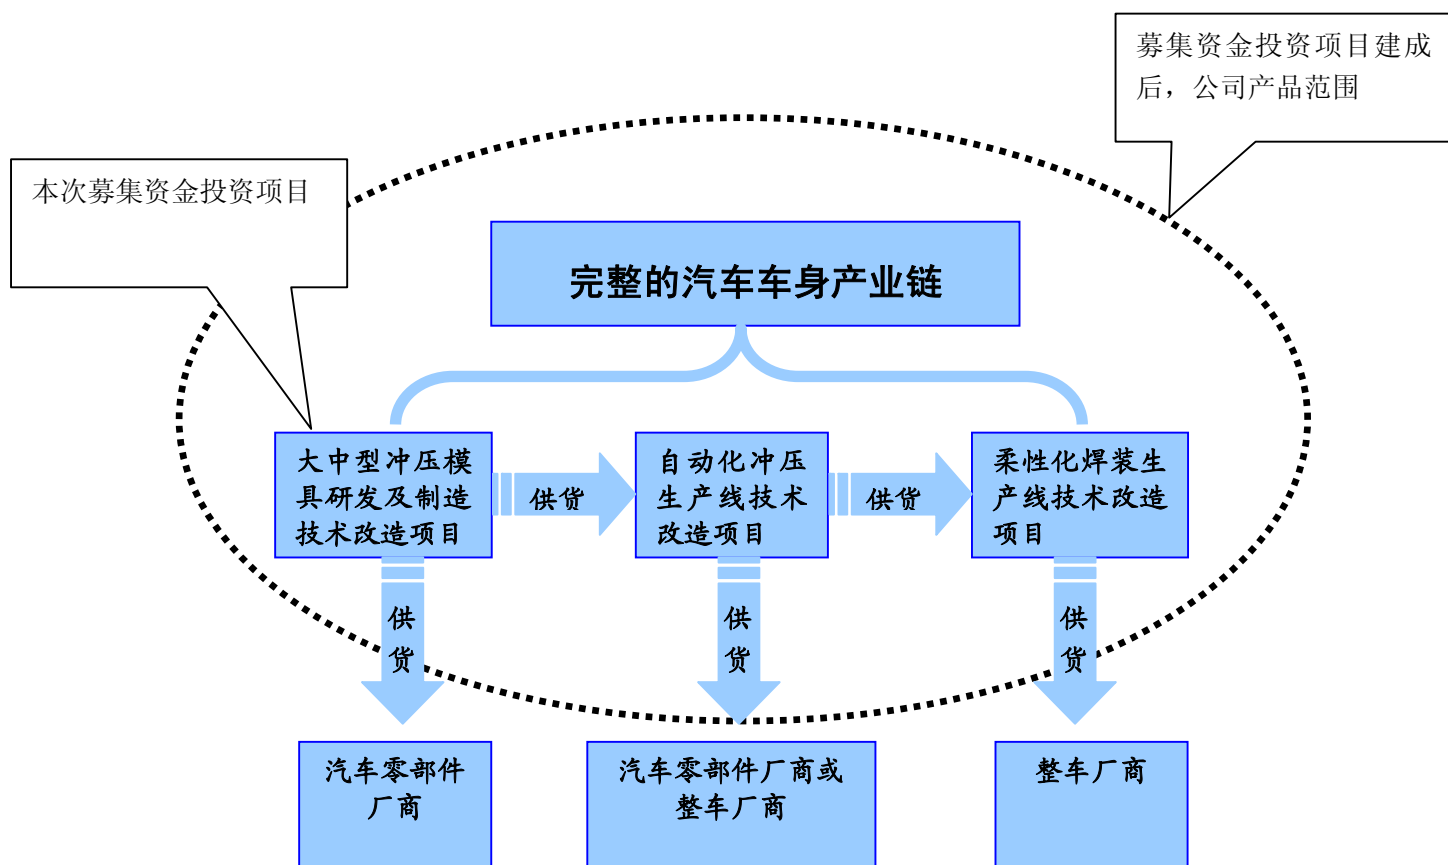 募集资金投资项目建成
后，公司产品范围
本次募集资金投资项目
完整的汽车车身产业链
大中型冲压模
具研发及制造
技术改造项目
供货
自动化冲压
生产线技术
改造项目
供货
柔性化焊装生
产线技术改造
项目
供
货
供
货
供
货
汽车零部件
厂商
汽车零部件厂商或
整车厂商
整车厂商